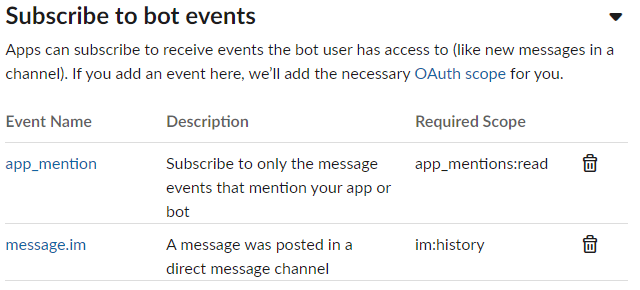 Subscribe to bot events
Apps can subscribe to receive events the bot user has access to (like new messages in a
channel). If you add an event here, we’ll add the necessary OAuth scope for you.
Event Name Description Required Scope
app_mention Subscribe to only the message app_mentions:read
events that mention your app or
bot
message.im A message was posted in a im:history
direct message channel